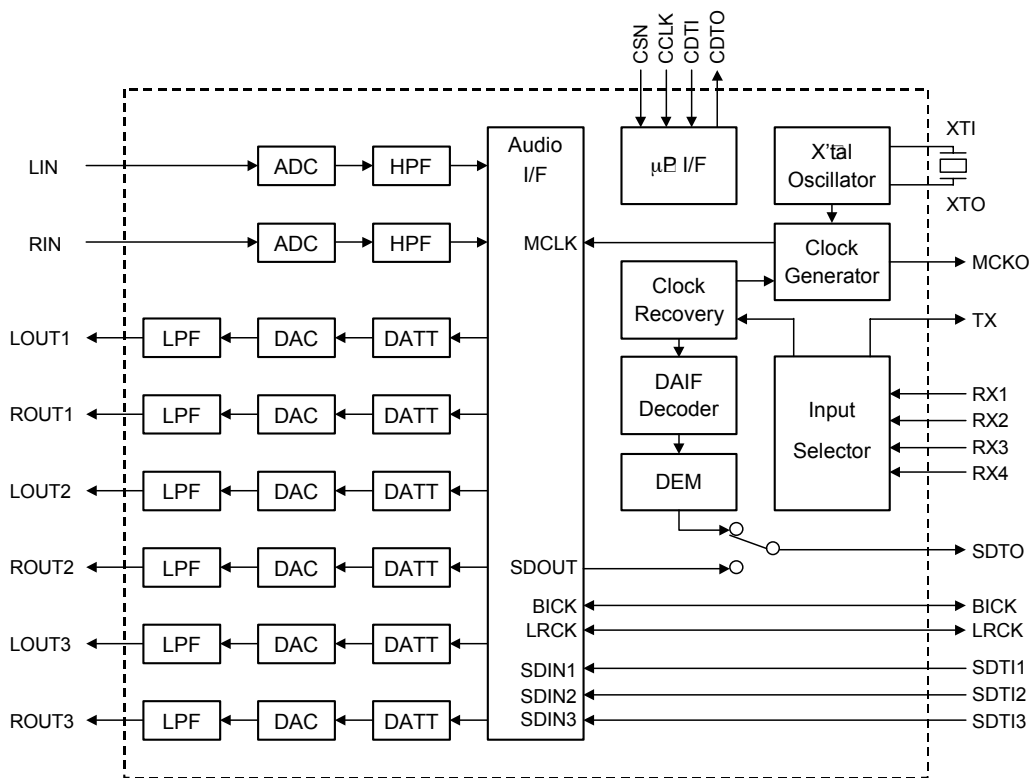 CSN
CCLK
CDTI
CDTO
LIN
ADC
HPF
Audio
I/F
μP I/F
X'tal
Oscillator
XTI
XTO
RIN
ADC
HPF
MCLK
Clock
Generator
MCKO
Clock
Recovery
TX
LOUT1
LPF
DAC
DATT
DAIF
Decoder
Input
Selector
RX1
RX2
RX3
RX4
ROUT1
LPF
DAC
DATT
LOUT2
LPF
DAC
DATT
DEM
ROUT2
LPF
DAC
DATT
SDOUT
SDTO
BICK
BICK
LRCK
LRCK
LOUT3
LPF
DAC
DATT
SDIN1
SDTI1
SDIN2
SDTI2
SDIN3
SDTI3
ROUT3
LPF
DAC
DATT